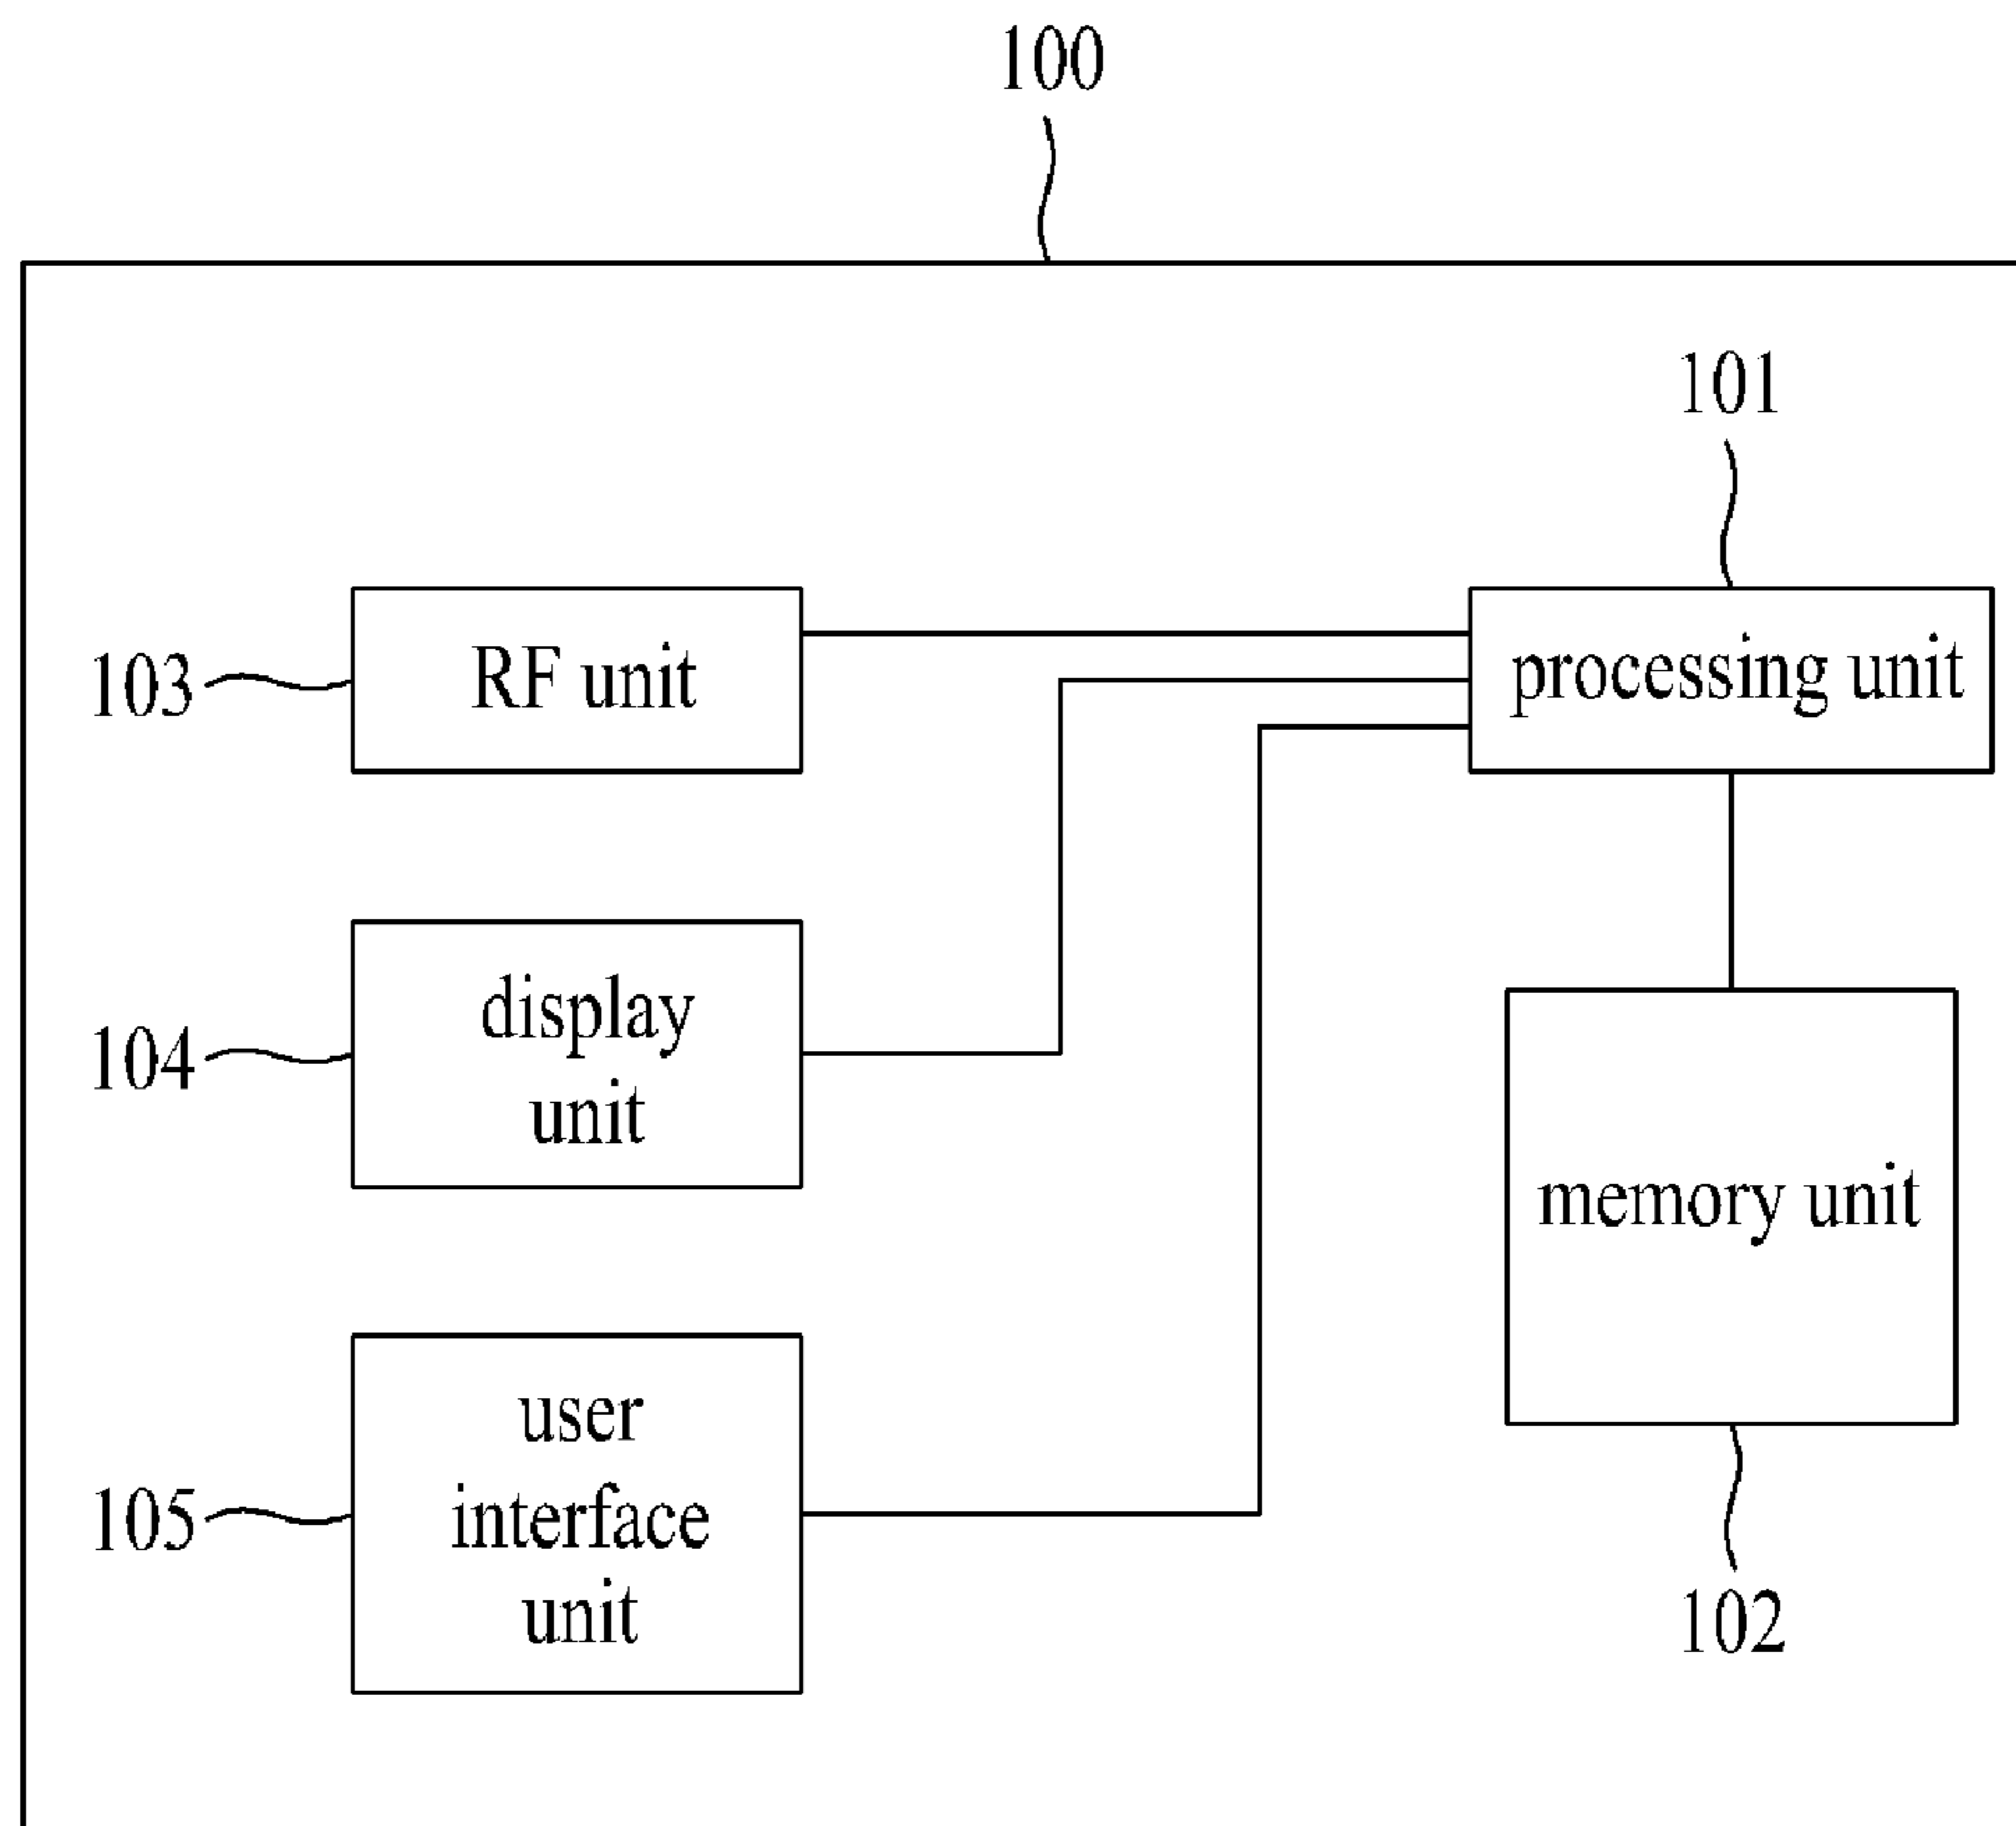 100
101
103
RF unit
processing unit
104
display
unit
memory unit
105
user
interface
unit
102